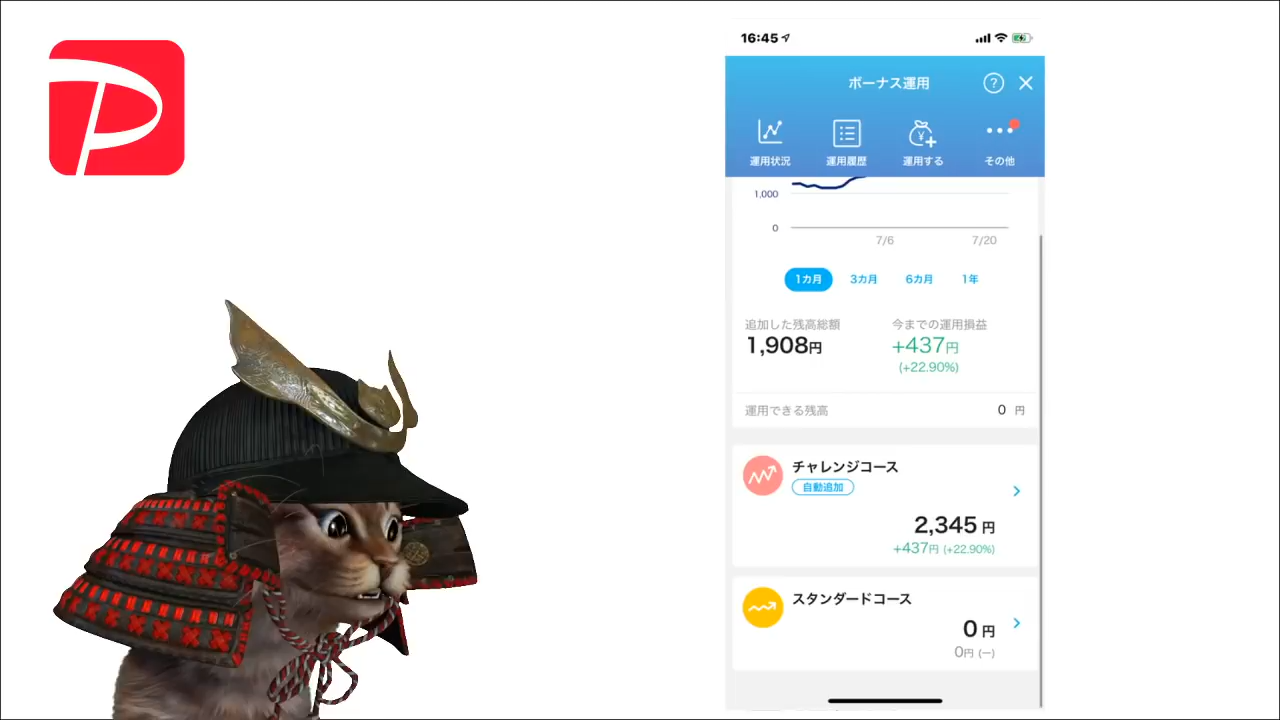 16:45
ボーナス運用
?
運用状況
運用履歴
運用する
その他
1,000
0
7/6 7/20
1カ月 3カ月 6カ月 1年
追加した残高総額 今までの運用損益
1,908円 +437円
(+22.90%)
運用できる残高 0 円
チャレンジコース
自動追加
2,345 円
+437円 (+22.90%)
スタンダードコース
0 円
0円 (ー)